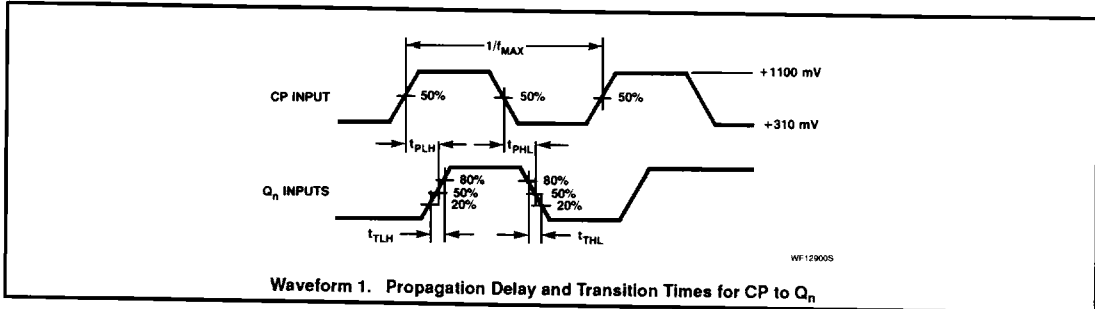 1/fMAX
+1100 mV
CP INPUT
50%
50%
50%
+310 mV
tPLH
tPHL
Qn INPUTS
80%
50%
20%
80%
50%
20%
tTLH
tTHL
WF12900S
Waveform 1. Propagation Delay and Transition Times for CP to Qn